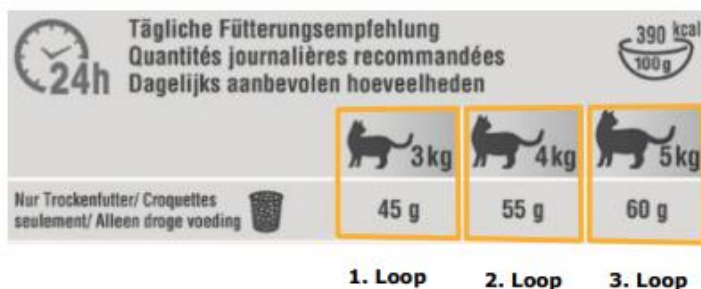 24h
Tägliche Fütterungsempfehlung
Quantités journalières recommandées
Dagelijks aanbevolen hoeveelheden
390 kcal
100g
3kg
4kg
5kg
Nur Trockenfutter/ Croquettes
seulement/ Alleen droge voeding
45 g
55 g
60 g
1. Loop
2. Loop
3. Loop